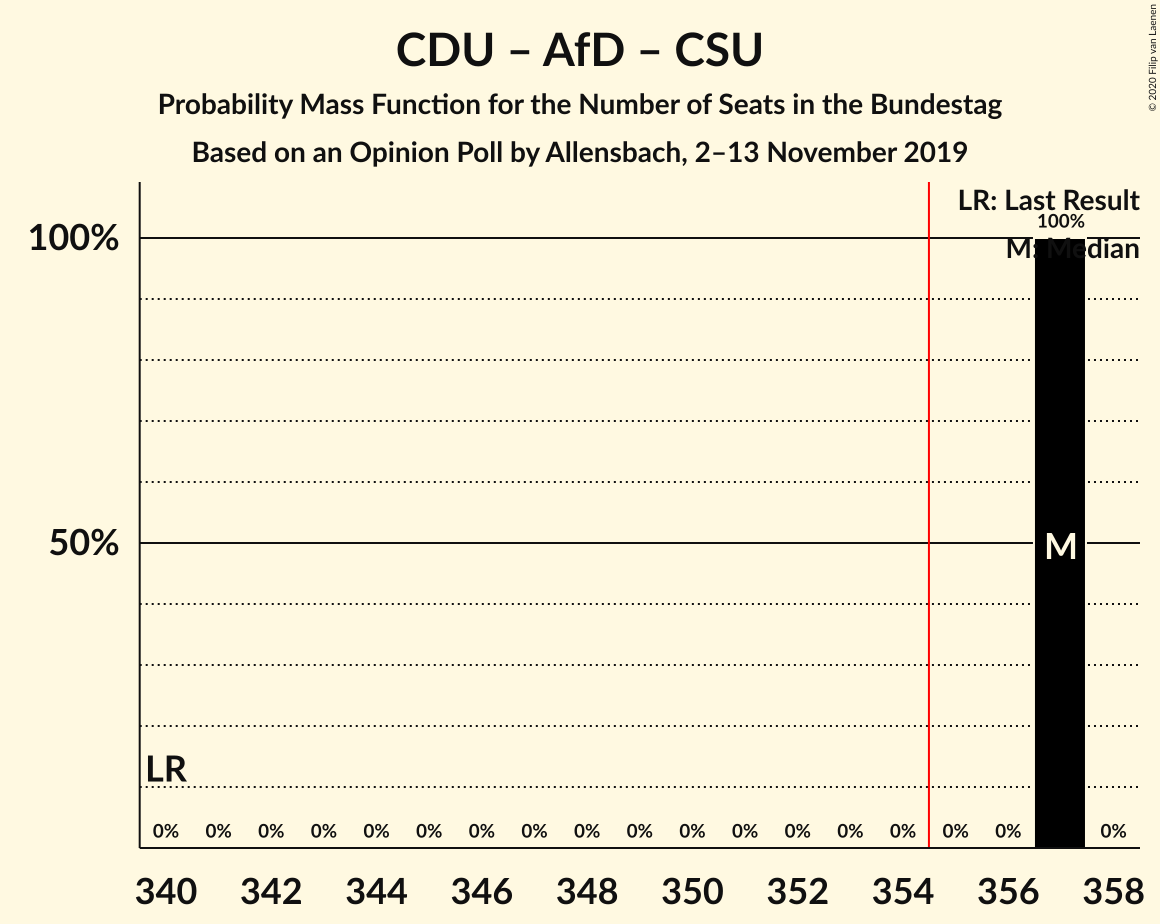 CDU – AfD – CSU
Probability Mass Function for the Number of Seats in the Bundestag
Based on an Opinion Poll by Allensbach, 2–13 November 2019
© 2020 Filip van Laenen
LR: Last Result
100%
M: Median
100%
50%
M
LR
0% 0% 0% 0% 0% 0% 0% 0% 0% 0% 0% 0% 0% 0% 0% 0% 0% 0%
340 342 344 346 348 350 352 354 356 358